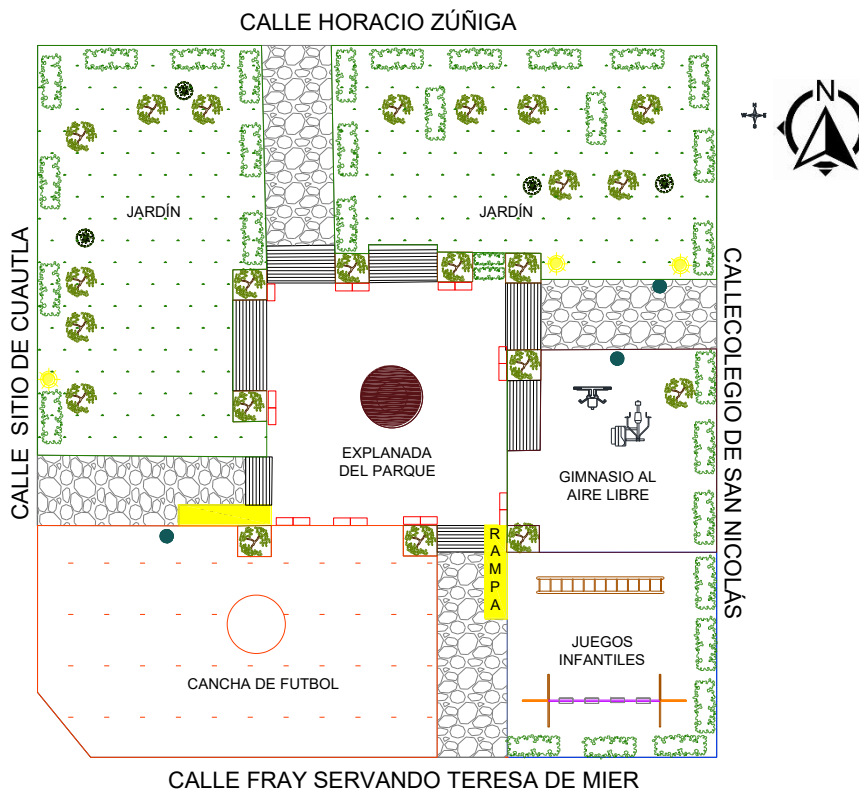 CALLE HORACIO ZÚÑIGA
N
JARDÍN
JARDÍN
CALLE SITIO DE CUAUTLA
CALLECOLEGIO DE SAN NICOLÁS
EXPLANADA
DEL PARQUE
GIMNASIO AL
AIRE LIBRE
RAMPA
JUEGOS
INFANTILES
CANCHA DE FUTBOL
CALLE FRAY SERVANDO TERESA DE MIER